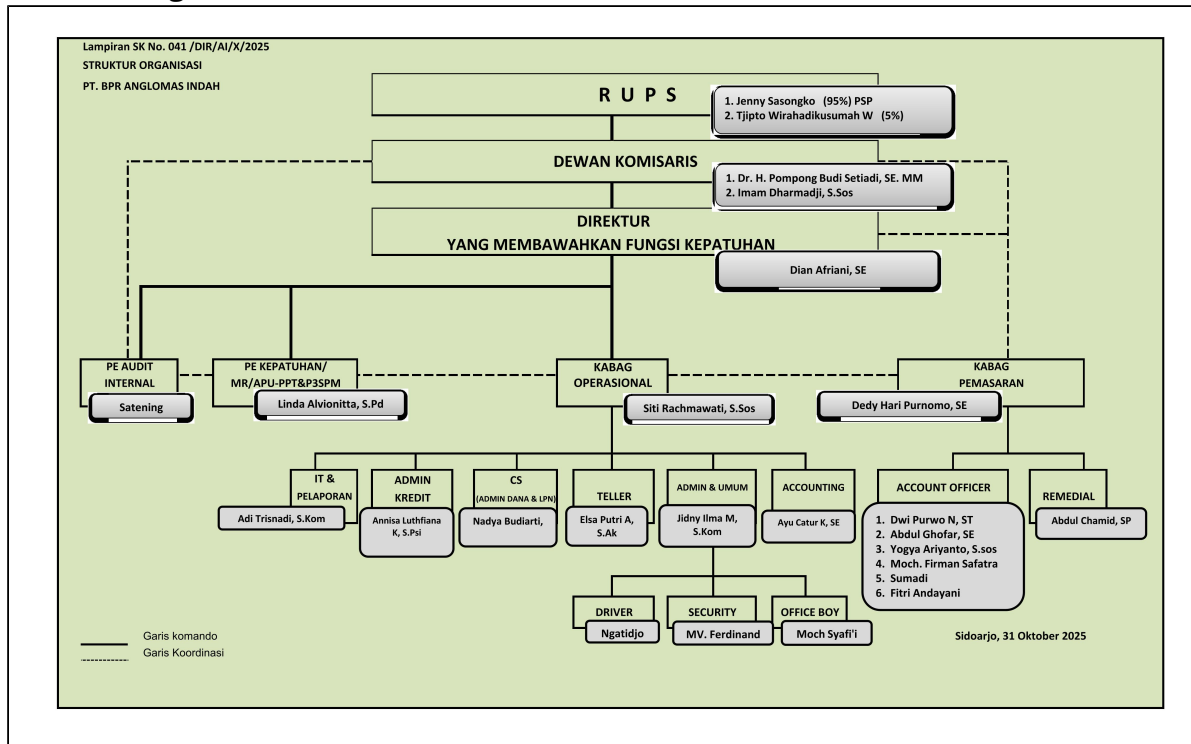 Lampiran SK No. 041 /DIR/AI/X/2025
STRUKTUR ORGANISASI
PT. BPR ANGLOMAS INDAH
R U P S
1. Jenny Sasongko (95%) PSP
2. Tjipto Wirahadikusumah W (5%)
DEWAN KOMISARIS
1. Dr. H. Pompong Budi Setiadi, SE. MM
2. Imam Dharmadji, S.Sos
DIREKTUR
YANG MEMBAWAHKAN FUNGSI KEPATUHAN
Dian Afriani, SE
PE AUDIT
INTERNAL
Satening
PE KEPATUHAN/
MR/APU-PPT&P3SPM
Linda Alvionitta, S.Pd
KABAG
OPERASIONAL
Siti Rachmawati, S.Sos
KABAG
PEMASARAN
Dedy Hari Purnomo, SE
IT &
PELAPORAN
Adi Trisnadi, S.Kom
ADMIN
KREDIT
Annisa Luthfiana
K, S.Psi
CS
(ADMIN DANA & LPN)
Nadya Budiarti,
TELLER
Elsa Putri A,
S.Ak
ADMIN & UMUM
Jidny Ilma M,
S.Kom
ACCOUNTING
Ayu Catur K, SE
ACCOUNT OFFICER
1. Dwi Purwo N, ST
2. Abdul Ghofar, SE
3. Yogya Ariyanto, S.sos
4. Moch. Firman Safatra
5. Sumadi
6. Fitri Andayani
REMEDIAL
Abdul Chamid, SP
DRIVER
Ngatidjo
SECURITY
MV. Ferdinand
OFFICE BOY
Moch Syafi'i
Garis komando
Garis Koordinasi
Sidoarjo, 31 Oktober 2025